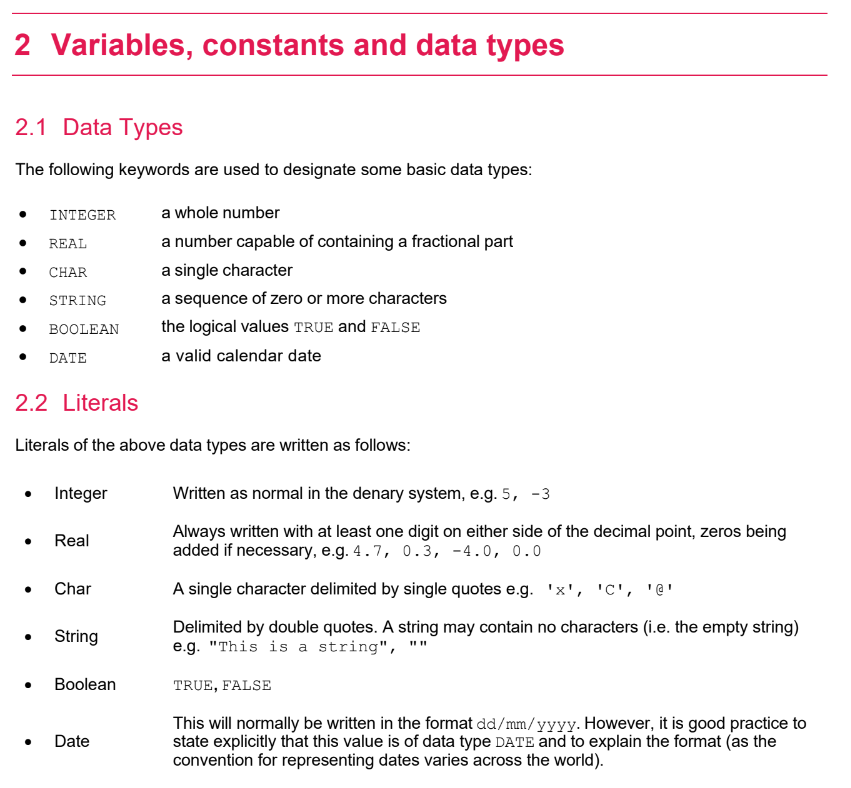 2 Variables, constants and data types
2.1 Data Types
The following keywords are used to designate some basic data types:
• INTEGER a whole number
• REAL a number capable of containing a fractional part
• CHAR a single character
• STRING a sequence of zero or more characters
• BOOLEAN the logical values TRUE and FALSE
• DATE a valid calendar date
2.2 Literals
Literals of the above data types are written as follows:
• Integer Written as normal in the denary system, e.g. 5, -3
• Real Always written with at least one digit on either side of the decimal point, zeros being
added if necessary, e.g. 4.7, 0.3, -4.0, 0.0
• Char A single character delimited by single quotes e.g. 'x', 'C', '@'
• String Delimited by double quotes. A string may contain no characters (i.e. the empty string)
e.g. "This is a string", ""
• Boolean TRUE, FALSE
• Date This will normally be written in the format dd/mm/yyyy. However, it is good practice to
state explicitly that this value is of data type DATE and to explain the format (as the
convention for representing dates varies across the world).